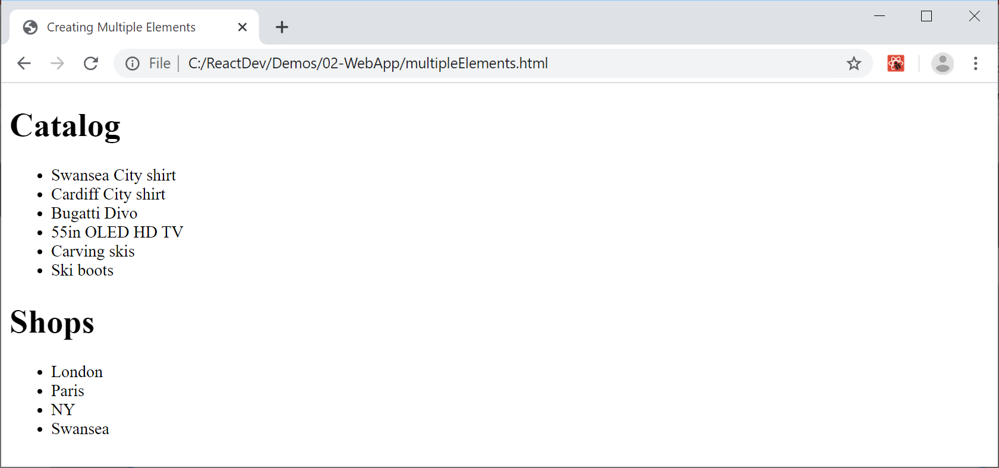 Creating Multiple Elements
File | C:/ReactDev/Demos/02-WebApp/multipleElements.html
Catalog
• Swansea City shirt
• Cardiff City shirt
• Bugatti Divo
• 55in OLED HD TV
• Carving skis
• Ski boots
Shops
• London
• Paris
• NY
• Swansea